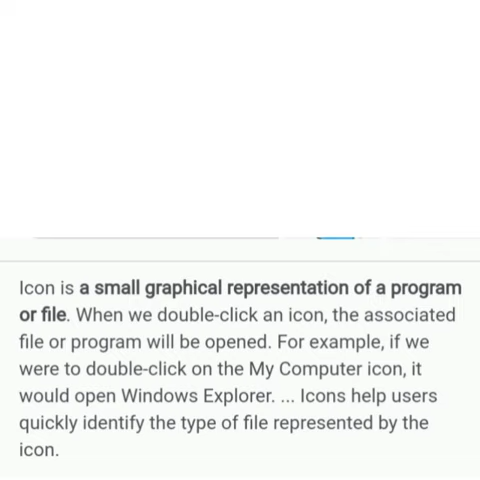 Icon is a small graphical representation of a program
or file. When we double-click an icon, the associated
file or program will be opened. For example, if we
were to double-click on the My Computer icon, it
would open Windows Explorer. ... Icons help users
quickly identify the type of file represented by the
icon.